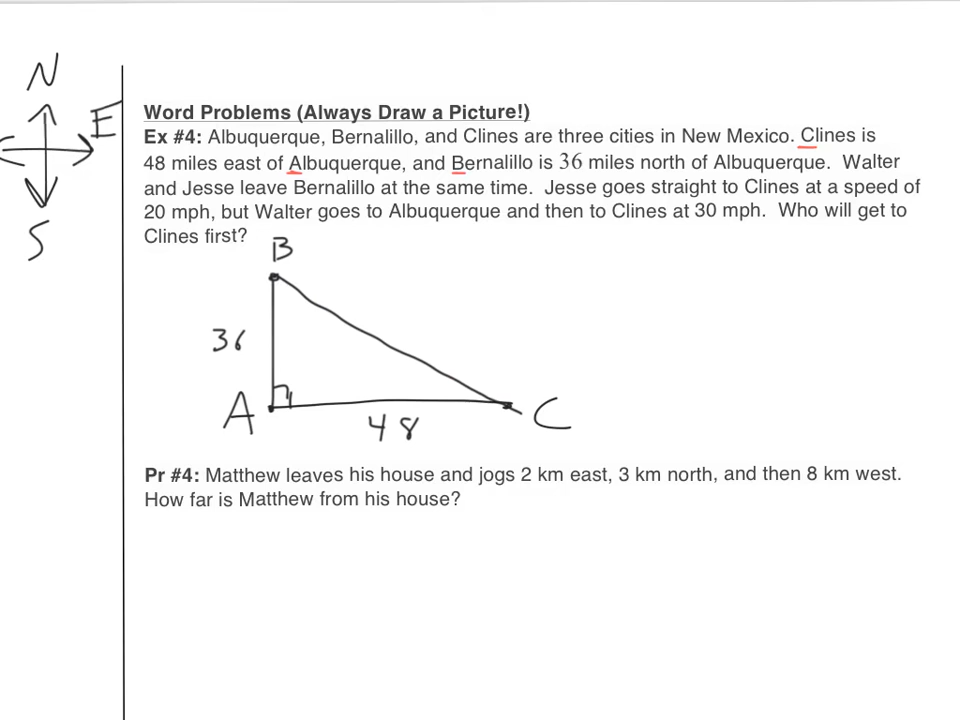 N
E
S
Word Problems (Always Draw a Picture!)
Ex #4: Albuquerque, Bernalillo, and Clines are three cities in New Mexico. Clines is
48 miles east of Albuquerque, and Bernalillo is 36 miles north of Albuquerque. Walter
and Jesse leave Bernalillo at the same time. Jesse goes straight to Clines at a speed of
20 mph, but Walter goes to Albuquerque and then to Clines at 30 mph. Who will get to
Clines first?
B
36
A
C
48
Pr #4: Matthew leaves his house and jogs 2 km east, 3 km north, and then 8 km west.
How far is Matthew from his house?